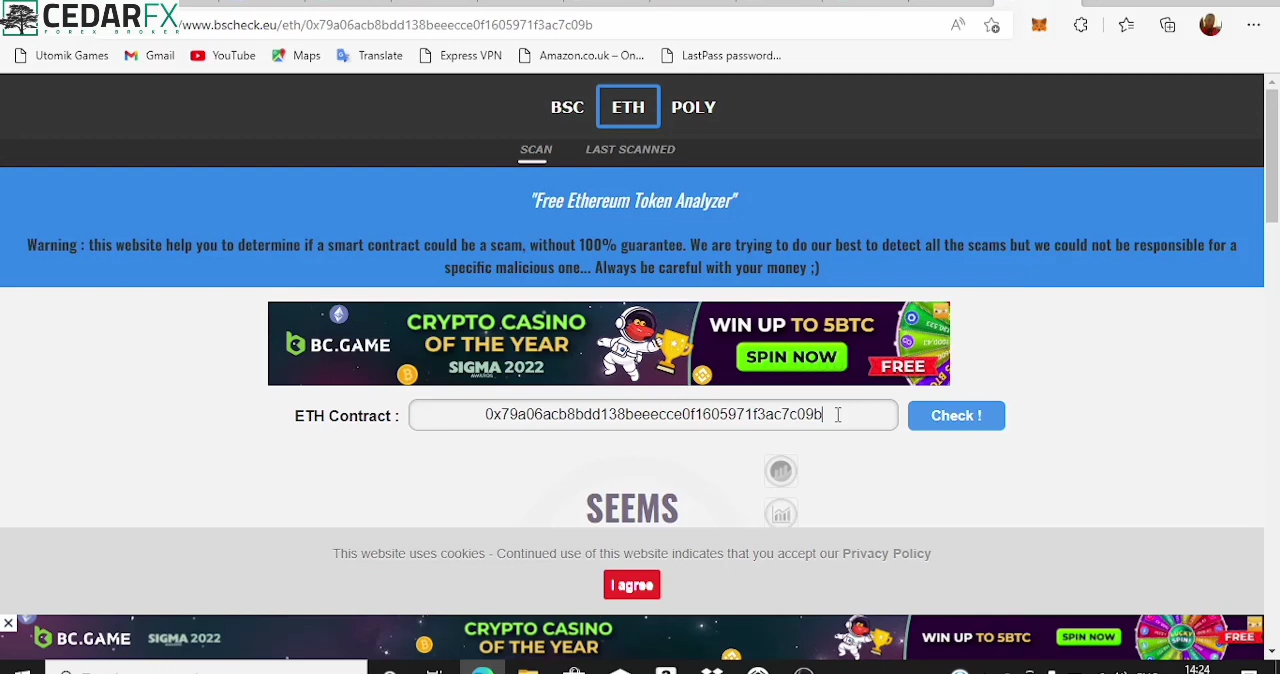 CEDARFX
FOREX BROKER
www.bscheck.eu/eth/0x79a06acb8bdd138beeecce0f1605971f3ac7c09b
Utomik Games
Gmail
YouTube
Maps
Translate
Express VPN
Amazon.co.uk – On...
LastPass password...
BSC
ETH
POLY
SCAN
LAST SCANNED
"Free Ethereum Token Analyzer"
Warning : this website help you to determine if a smart contract could be a scam, without 100% guarantee. We are trying to do our best to detect all the scams but we could not be responsible for a
specific malicious one... Always be careful with your money ;)
BC.GAME
CRYPTO CASINO
OF THE YEAR
SIGMA 2022
AWARDS
WIN UP TO 5BTC
SPIN NOW
FREE
ETH Contract :
0x79a06acb8bdd138beeecce0f1605971f3ac7c09b
Check !
SEEMS
This website uses cookies - Continued use of this website indicates that you accept our Privacy Policy
I agree
BC.GAME
SIGMA 2022
CRYPTO CASINO
OF THE YEAR
WIN UP TO 5BTC
SPIN NOW
FREE
14:24